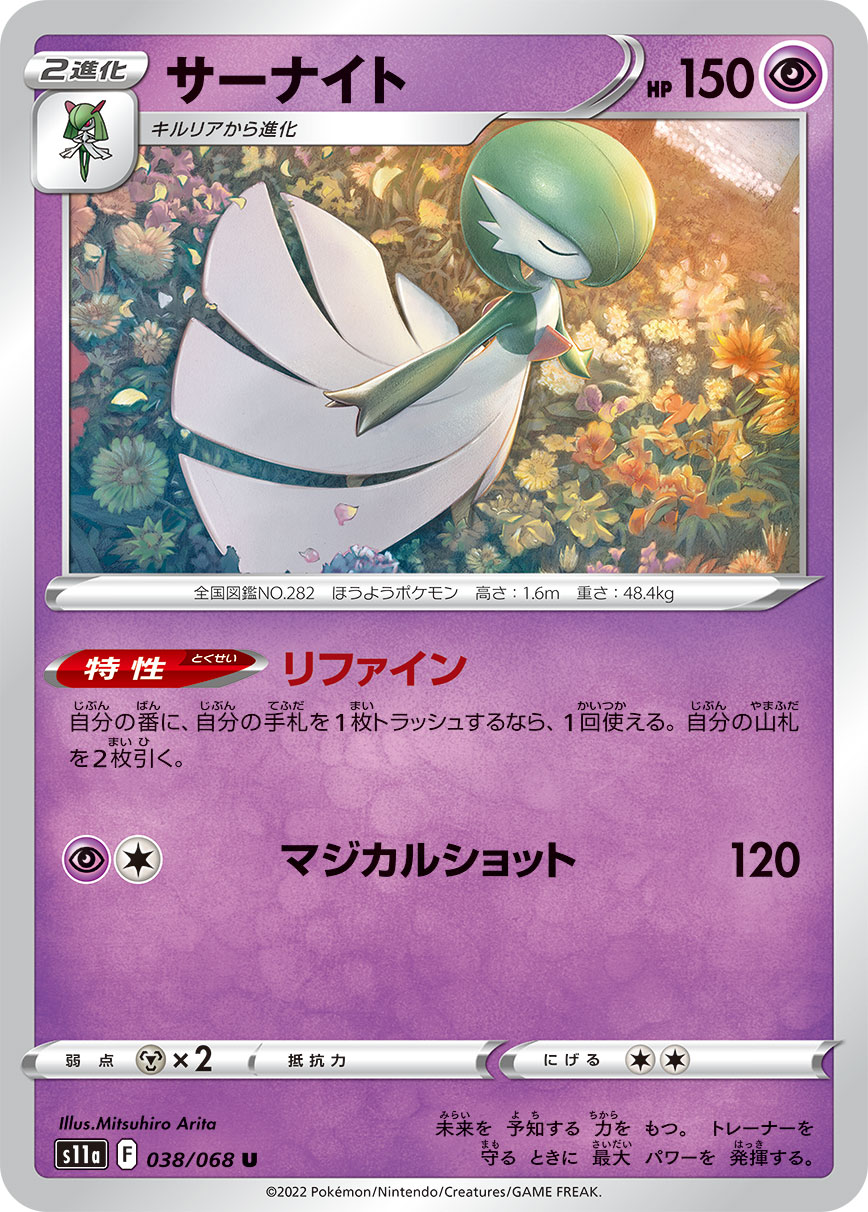 2進化
サーナイト
HP 150
キルリアから進化
全国図鑑NO.282 ほうようポケモン 高さ:1.6m 重さ:48.4kg
特性 とくせい リファイン
じぶん ばん じぶん てふだ まい かいつか じぶん やまふだ
自分の番に、自分の手札を1枚トラッシュするなら、1回使える。自分の山札
まい ひ
を2枚引く。
マジカルショット 120
弱点 ×2 抵抗力 にげる
Illus.Mitsuhiro Arita
みらい よち ちから
未来を 予知する 力を もつ。 トレーナーを
まも さいだい はっき
守る ときに 最大 パワーを 発揮する。
s11a F 038/068 U
©2022 Pokémon/Nintendo/Creatures/GAME FREAK.